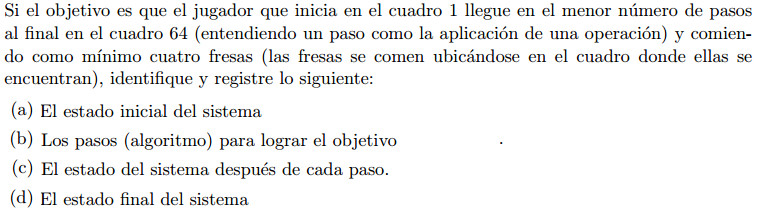 Si el objetivo es que el jugador que inicia en el cuadro 1 llegue en el menor número de pasos
al final en el cuadro 64 (entendiendo un paso como la aplicación de una operación) y comien-
do como mínimo cuatro fresas (las fresas se comen ubicándose en el cuadro donde ellas se
encuentran), identifique y registre lo siguiente:
(a) El estado inicial del sistema
(b) Los pasos (algoritmo) para lograr el objetivo
(c) El estado del sistema después de cada paso.
(d) El estado final del sistema